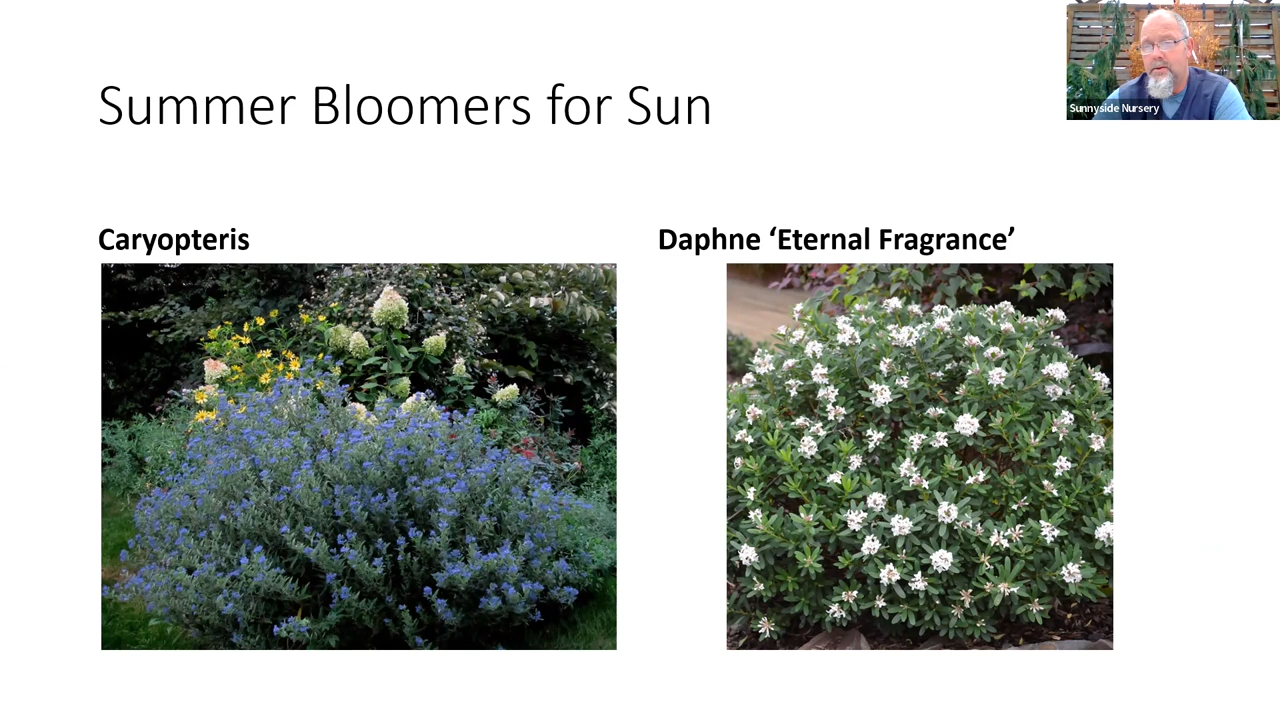 Summer Bloomers for Sun
Sunnyside Nursery
Caryopteris
Daphne ‘Eternal Fragrance’